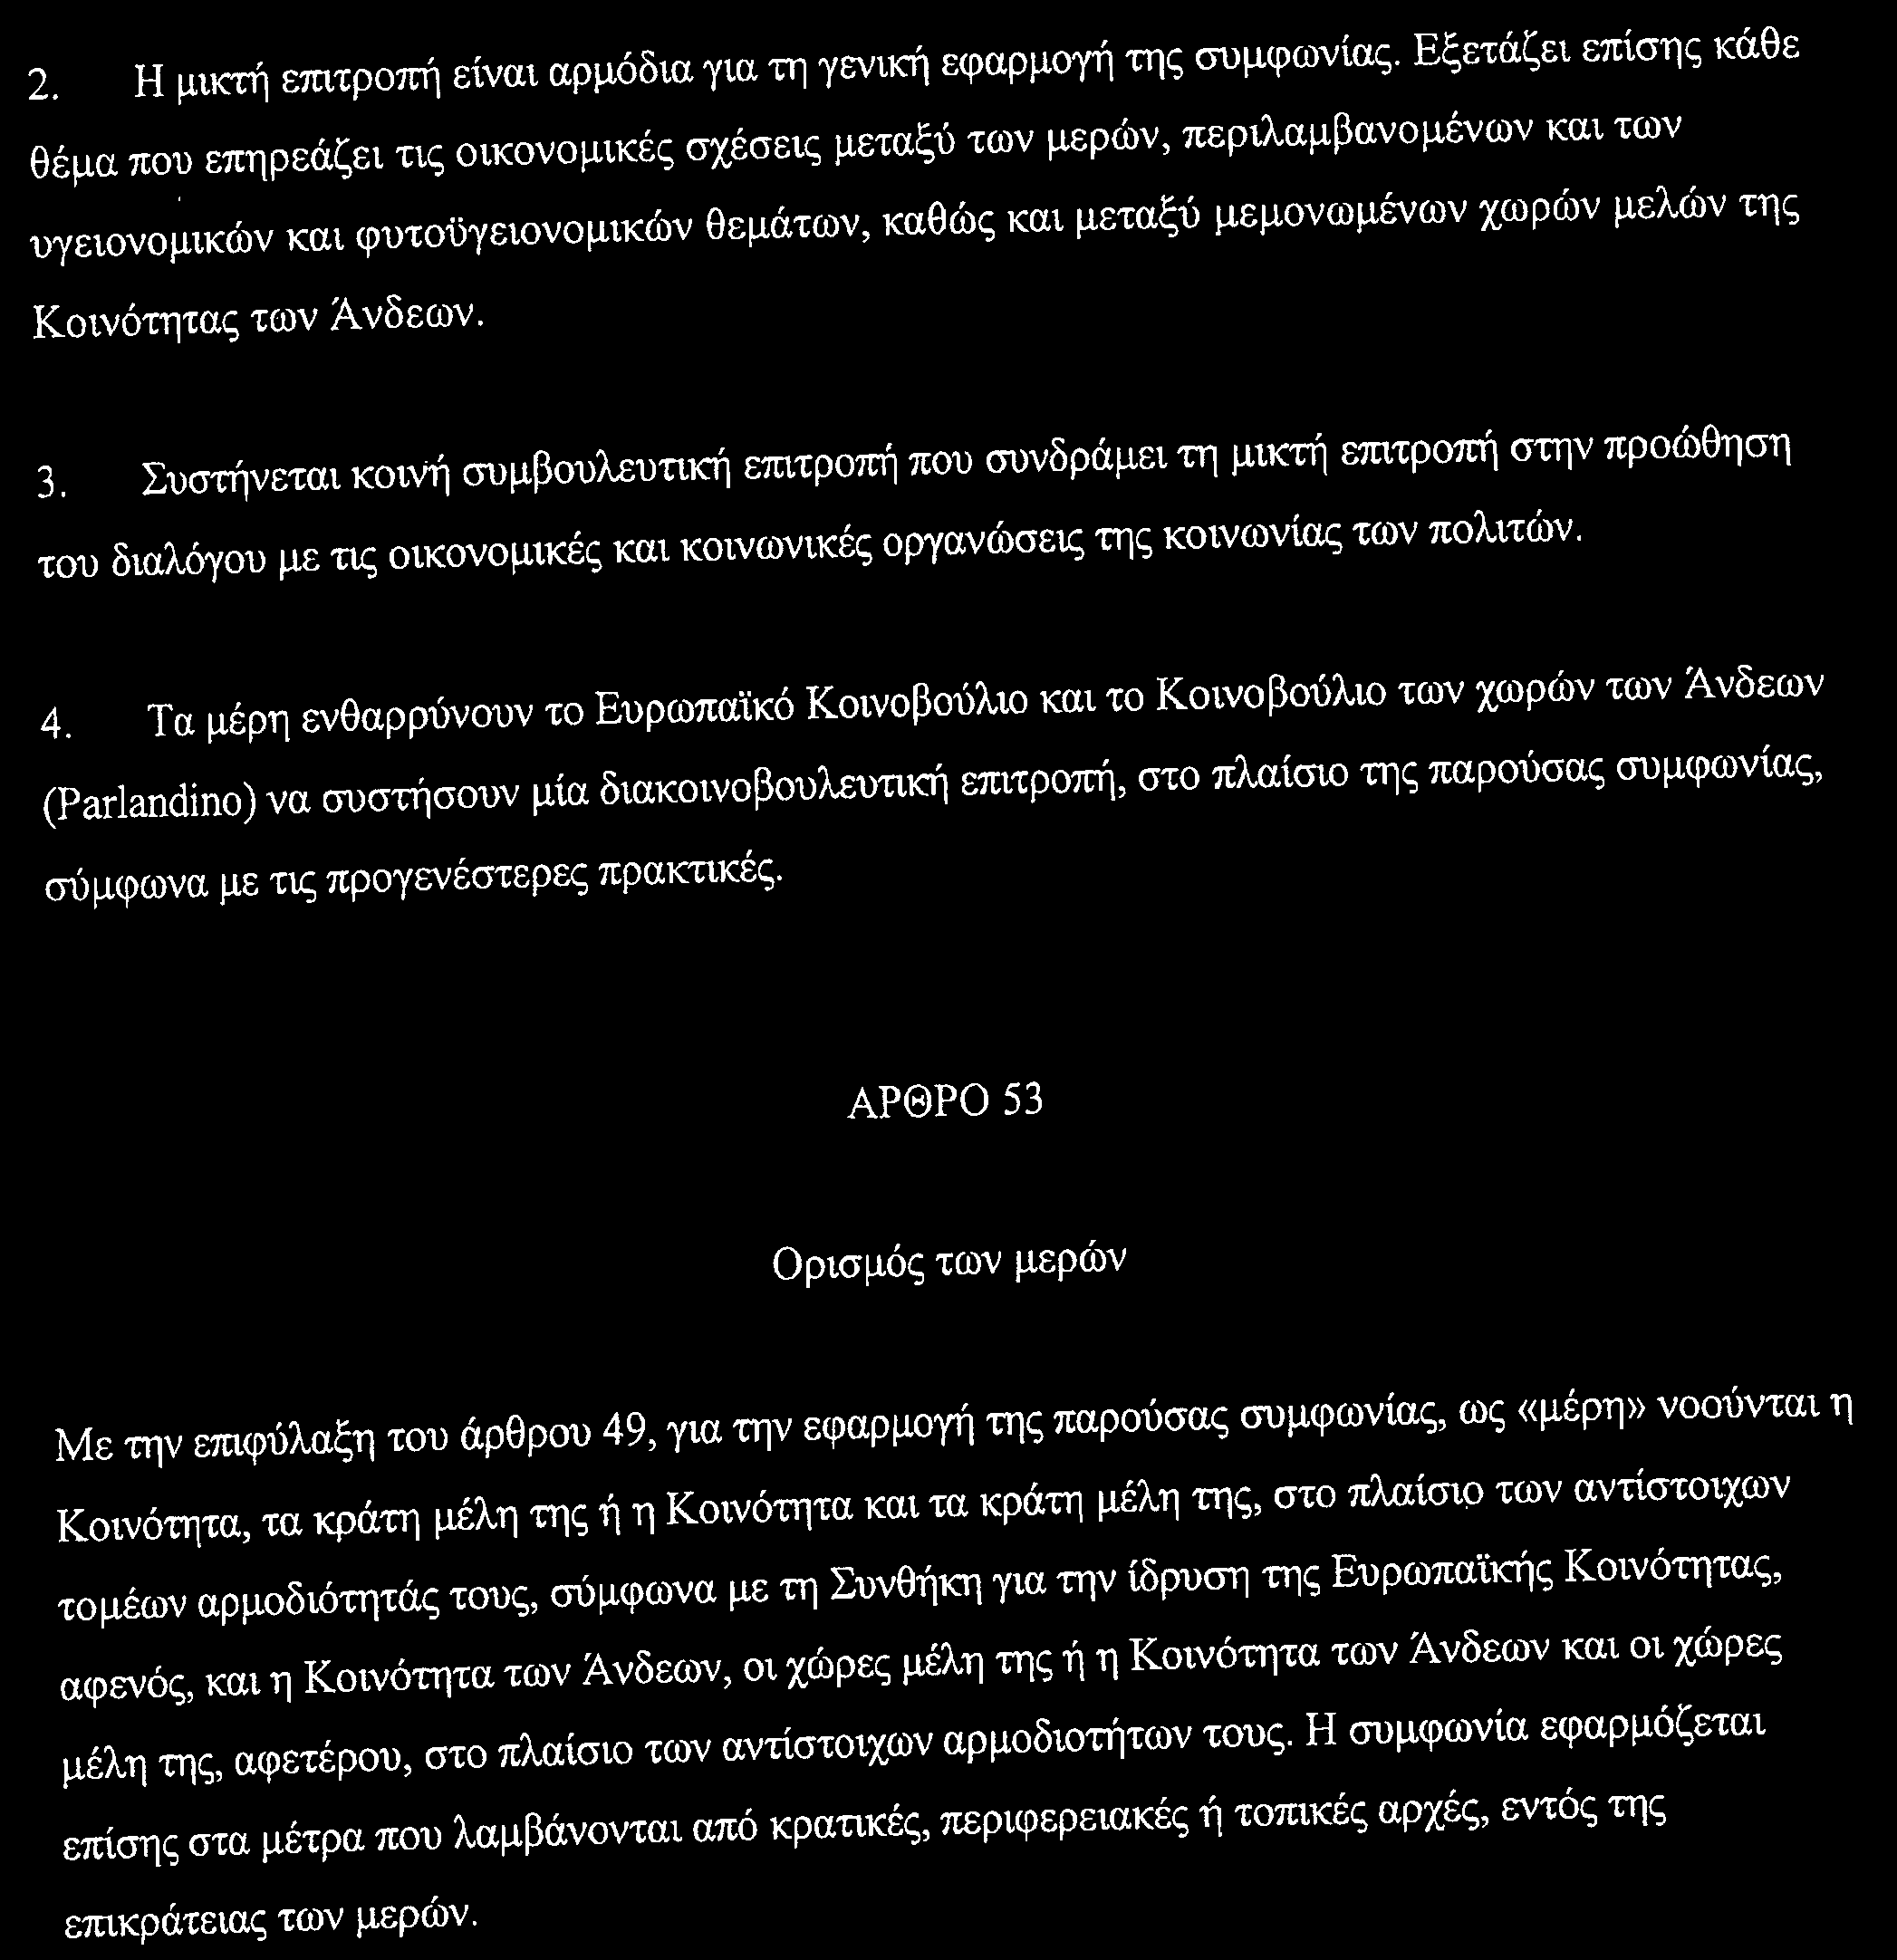 2. Η μικτή επιτροπή είναι αρμόδια για τη γενική εφαρμογή της συμφωνίας. Εξετάζει επίσης κάθε
θέμα που επηρεάζει τις οικονομικές σχέσεις μεταξύ των μερών, περιλαμβανομένων και των
υγειονομικών και φυτοϋγειονομικών θεμάτων, καθώς και μεταξύ μεμονωμένων χωρών μελών της
Κοινότητας των Άνδεων.
3. Συστήνεται κοινή συμβουλευτική επιτροπή που συνδράμει τη μικτή επιτροπή στην προώθηση
του διαλόγου με τις οικονομικές και κοινωνικές οργανώσεις της κοινωνίας των πολιτών.
4. Τα μέρη ενθαρρύνουν το Ευρωπαϊκό Κοινοβούλιο και το Κοινοβούλιο των χωρών των Άνδεων
(Parlandino) να συστήσουν μία διακοινοβουλευτική επιτροπή, στο πλαίσιο της παρούσας συμφωνίας,
σύμφωνα με τις προγενέστερες πρακτικές.
ΑΡΘΡΟ 53
Ορισμός των μερών
Με την επιφύλαξη του άρθρου 49, για την εφαρμογή της παρούσας συμφωνίας, ως «μέρη» νοούνται η
Κοινότητα, τα κράτη μέλη της ή η Κοινότητα και τα κράτη μέλη της, στο πλαίσιο των αντίστοιχων
τομέων αρμοδιότητάς τους, σύμφωνα με τη Συνθήκη για την ίδρυση της Ευρωπαϊκής Κοινότητας,
αφενός, και η Κοινότητα των Άνδεων, οι χώρες μέλη της ή η Κοινότητα των Άνδεων και οι χώρες
μέλη της, αφετέρου, στο πλαίσιο των αντίστοιχων αρμοδιοτήτων τους. Η συμφωνία εφαρμόζεται
επίσης στα μέτρα που λαμβάνονται από κρατικές, περιφερειακές ή τοπικές αρχές, εντός της
επικράτειας των μερών.